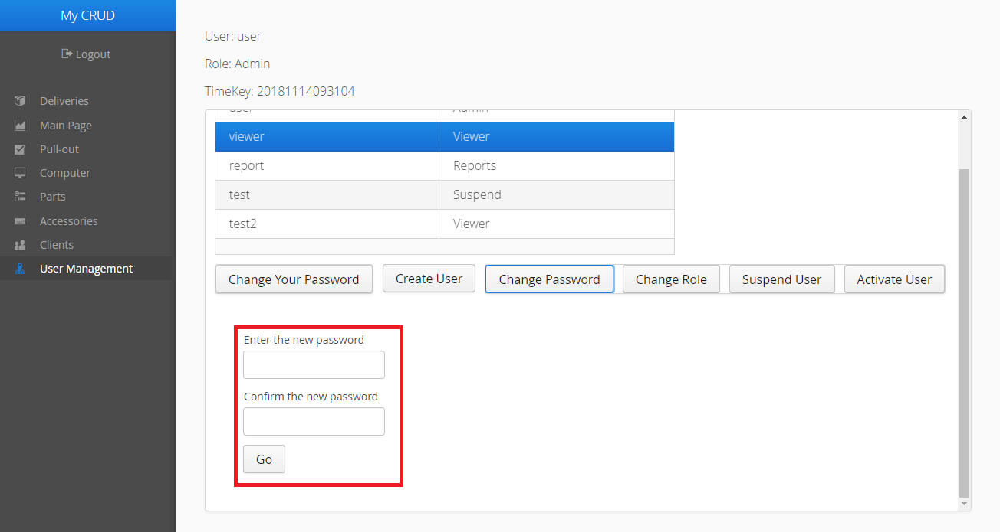 My CRUD
Logout
Deliveries
Main Page
Pull-out
Computer
Parts
Accessories
Clients
User Management
User: user
Role: Admin
TimeKey: 20181114093104
user Admin
viewer Viewer
report Reports
test Suspend
test2 Viewer
Change Your Password Create User Change Password Change Role Suspend User Activate User
Enter the new password
Confirm the new password
Go